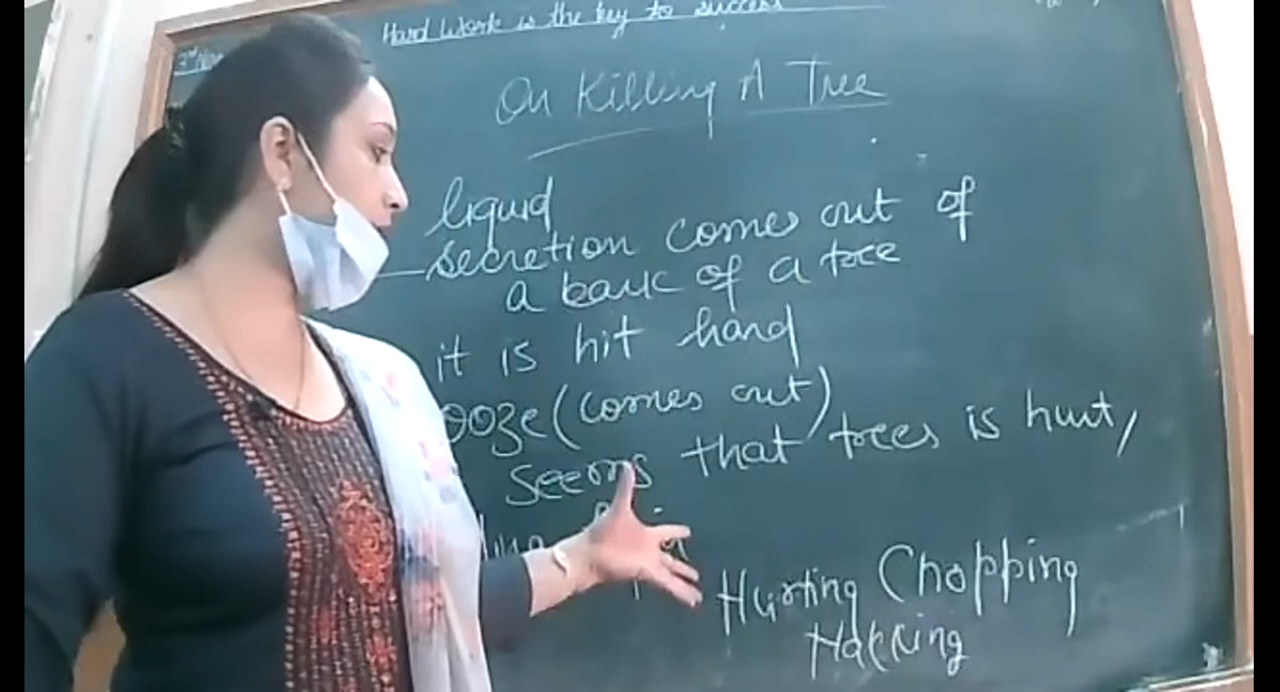 Hard Work is the key to success
On Killing A Tree
liquid
secretion comes out of
a bark of a tree
it is hit hard
ooze (comes out)
seems that trees is hurt,
Hurting Chopping
Hacking